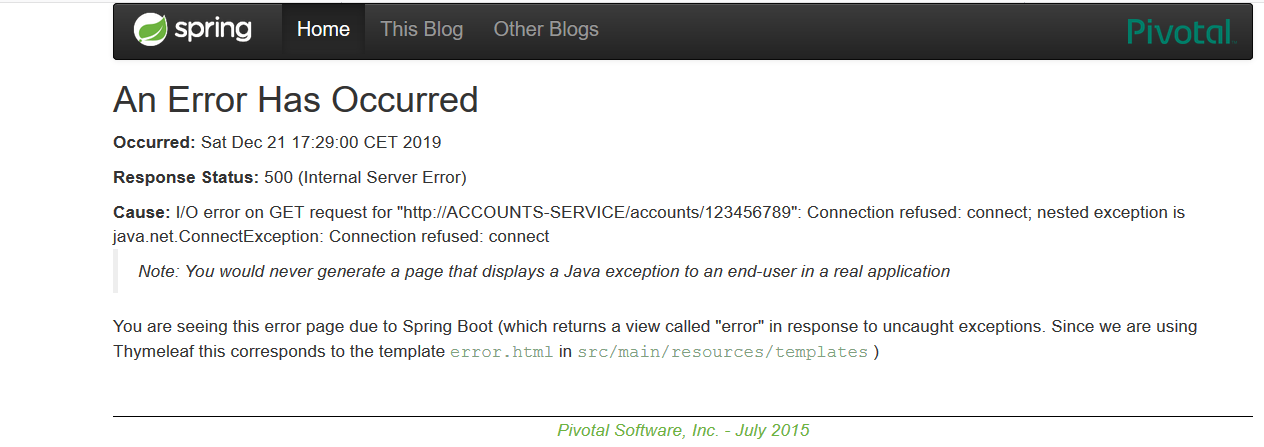 spring Home This Blog Other Blogs Pivotal™
An Error Has Occurred
Occurred: Sat Dec 21 17:29:00 CET 2019
Response Status: 500 (Internal Server Error)
Cause: I/O error on GET request for "http://ACCOUNTS-SERVICE/accounts/123456789": Connection refused: connect; nested exception is
java.net.ConnectException: Connection refused: connect
Note: You would never generate a page that displays a Java exception to an end-user in a real application
You are seeing this error page due to Spring Boot (which returns a view called "error" in response to uncaught exceptions. Since we are using
Thymeleaf this corresponds to the template error.html in src/main/resources/templates )
Pivotal Software, Inc. - July 2015